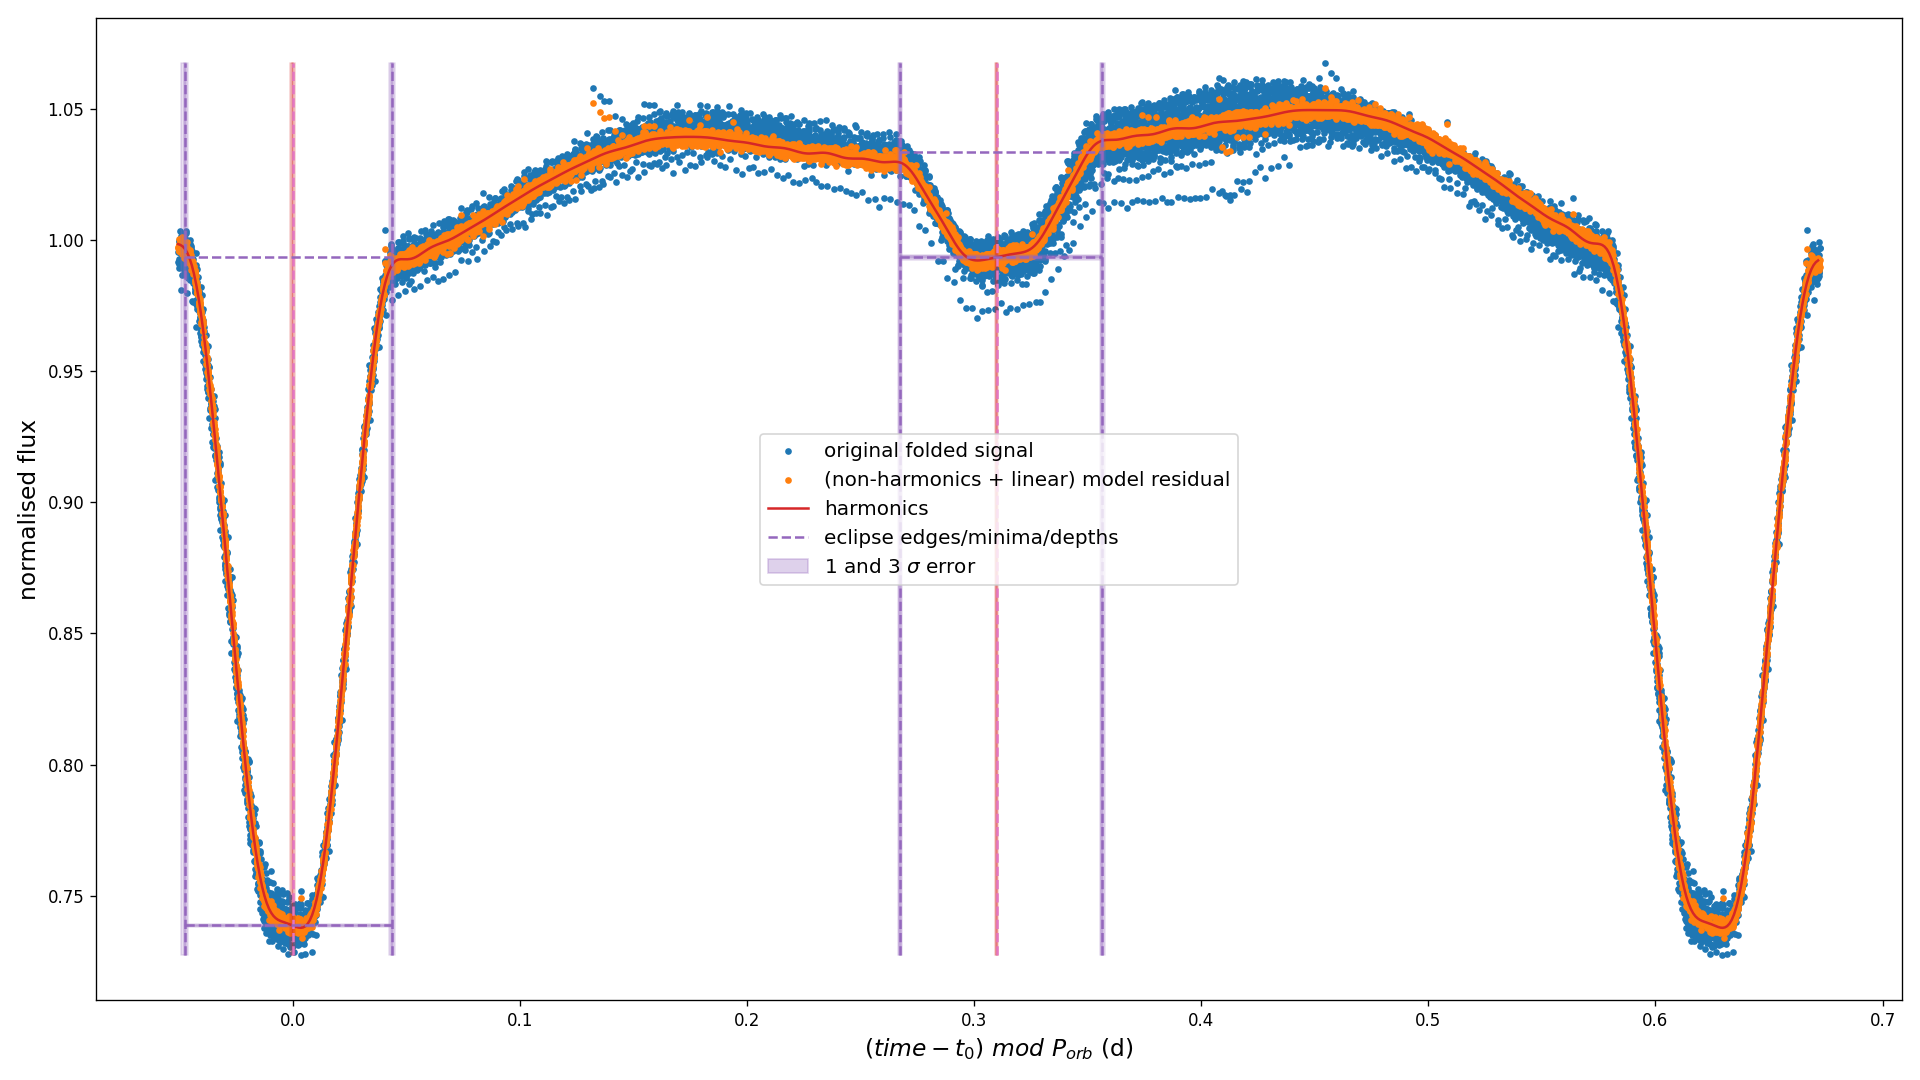 normalised flux
1.05
1.00
0.95
0.90
0.85
0.80
0.75
original folded signal
(non-harmonics + linear) model residual
harmonics
eclipse edges/minima/depths
1 and 3 σ error
0.0 0.1 0.2 0.3 0.4 0.5 0.6 0.7
(time − t₀) mod Pₒᵣb (d)